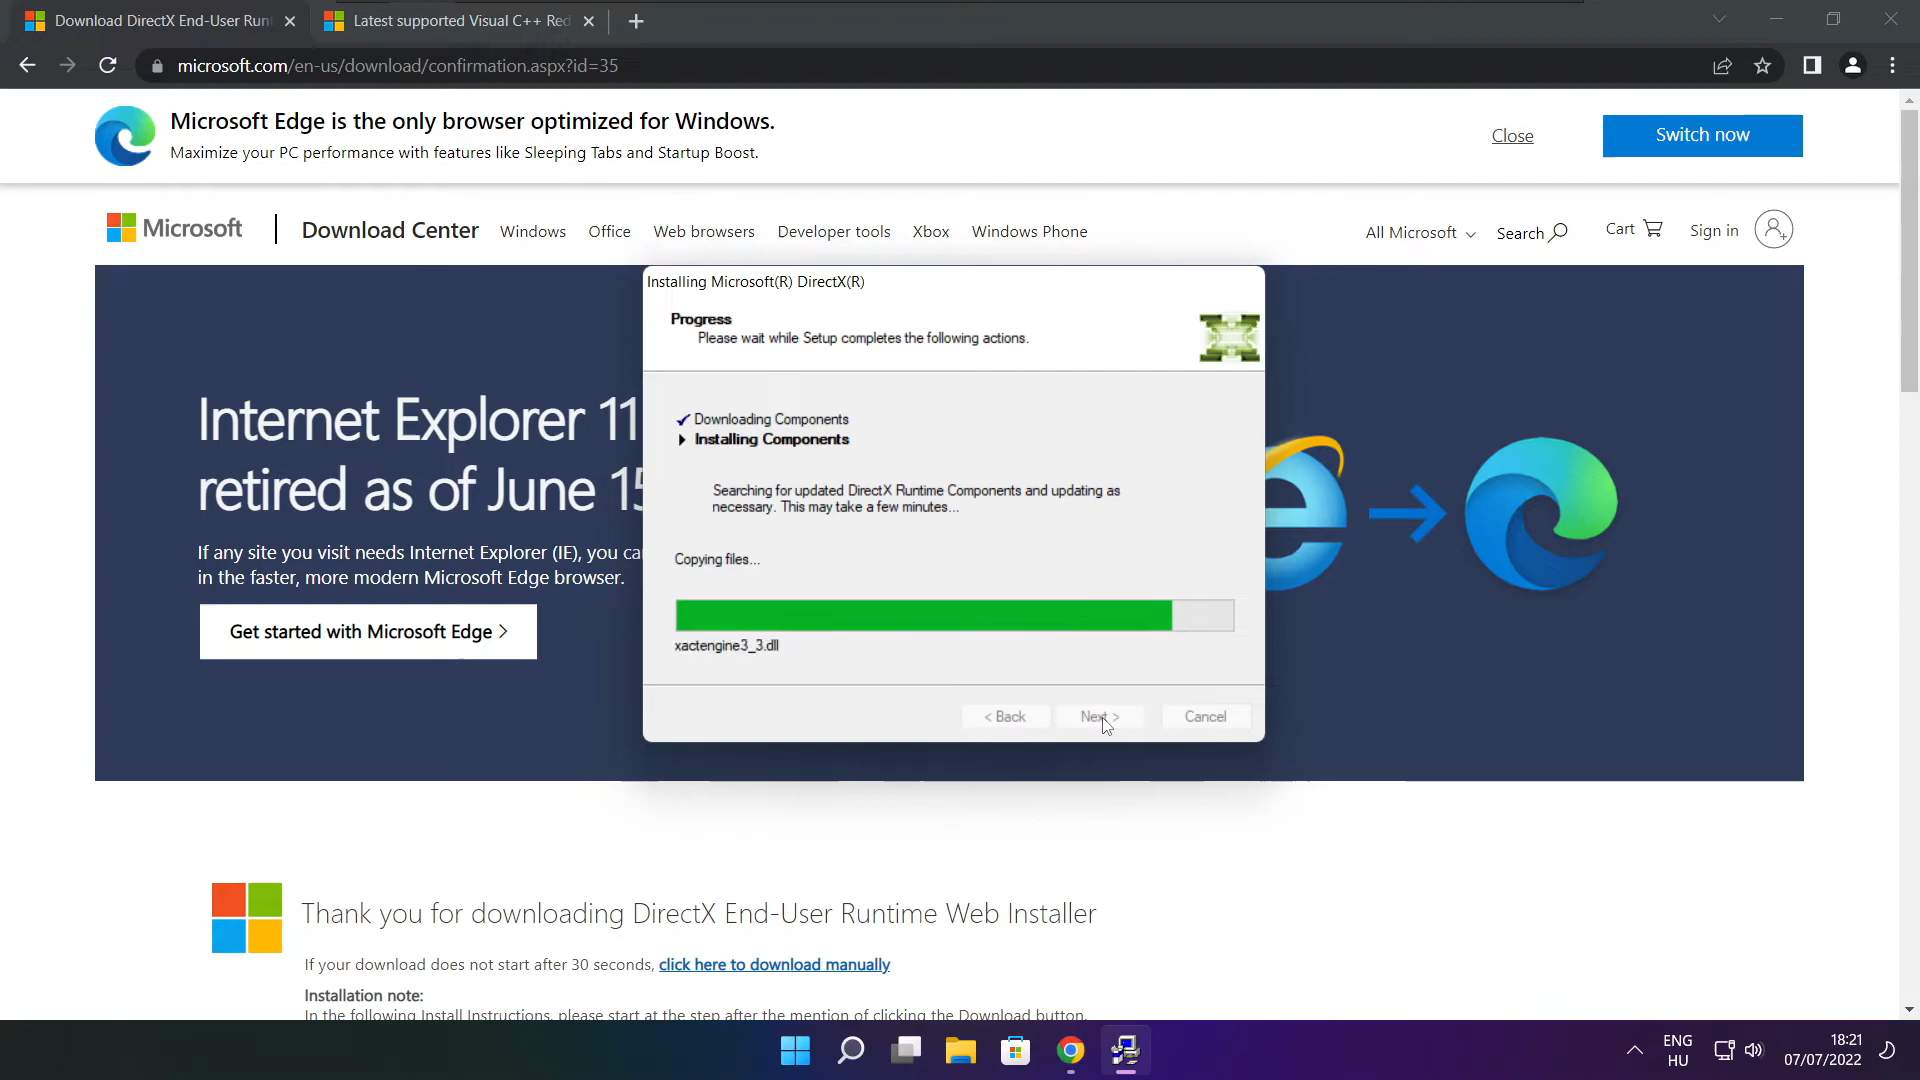 Download DirectX End-User Runt
Latest supported Visual C++ Red
microsoft.com/en-us/download/confirmation.aspx?id=35
Microsoft Edge is the only browser optimized for Windows.
Maximize your PC performance with features like Sleeping Tabs and Startup Boost.
Close
Switch now
Microsoft
Download Center
Windows
Office
Web browsers
Developer tools
Xbox
Windows Phone
All Microsoft
Search
Cart
Sign in
Internet Explorer 11
retired as of June 15
If any site you visit needs Internet Explorer (IE), you ca
in the faster, more modern Microsoft Edge browser.
Get started with Microsoft Edge >
Installing Microsoft(R) DirectX(R)
Progress
Please wait while Setup completes the following actions.
Downloading Components
Installing Components
Searching for updated DirectX Runtime Components and updating as
necessary. This may take a few minutes...
Copying files...
xactengine3_3.dll
< Back
Next >
Cancel
Thank you for downloading DirectX End-User Runtime Web Installer
If your download does not start after 30 seconds, click here to download manually
Installation note:
In the following Install Instructions, please start at the step after the mention of clicking the Download button.
ENG
HU
18:21
07/07/2022